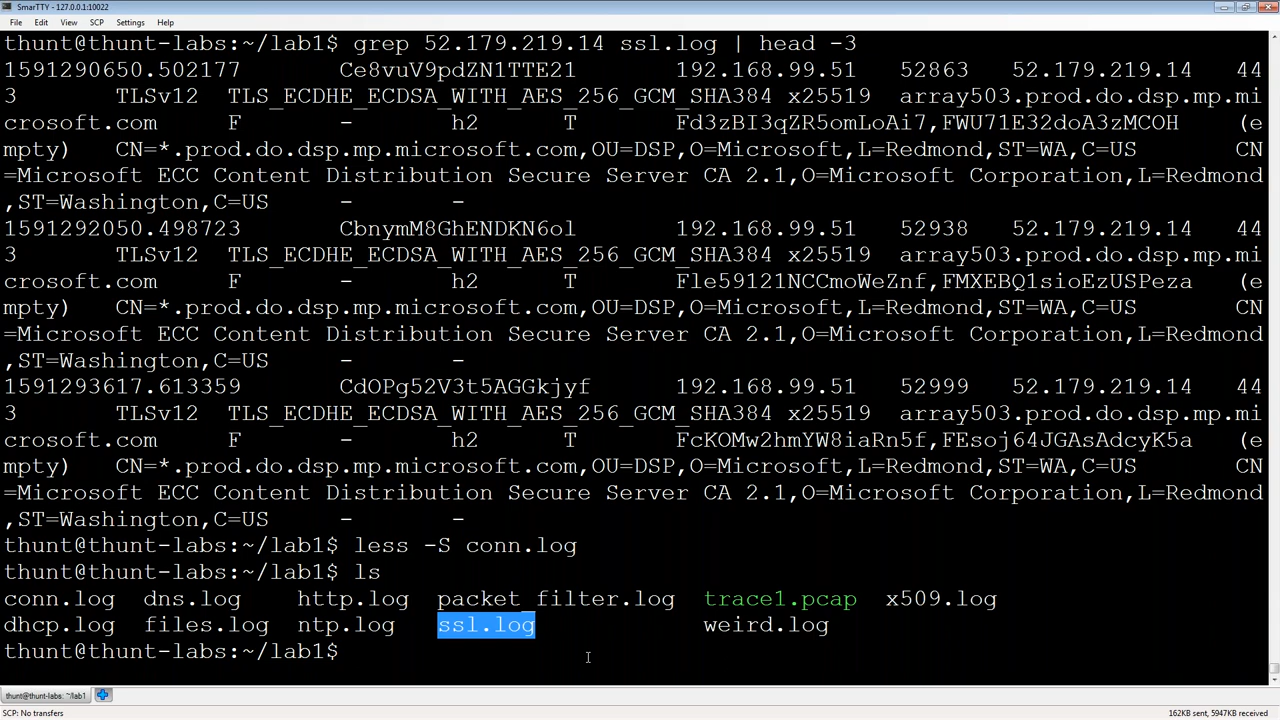 SmarTTY - 127.0.0.1:10022
File Edit View SCP Settings Help
thunt@thunt-labs:~/lab1$ grep 52.179.219.14 ssl.log | head -3
1591290650.502177 Ce8vuV9pdZN1TTE21 192.168.99.51 52863 52.179.219.14 44
3 TLSv12 TLS_ECDHE_ECDSA_WITH_AES_256_GCM_SHA384 x25519 array503.prod.do.dsp.mp.mi
crosoft.com F - h2 T Fd3zBI3qZR5omLoAi7,FWU71E32doA3zMCOH (e
mpty) CN=*.prod.do.dsp.mp.microsoft.com,OU=DSP,O=Microsoft,L=Redmond,ST=WA,C=US CN
=Microsoft ECC Content Distribution Secure Server CA 2.1,O=Microsoft Corporation,L=Redmond
,ST=Washington,C=US - -
1591292050.498723 CbnymM8GhENDKN6ol 192.168.99.51 52938 52.179.219.14 44
3 TLSv12 TLS_ECDHE_ECDSA_WITH_AES_256_GCM_SHA384 x25519 array503.prod.do.dsp.mp.mi
crosoft.com F - h2 T Fle59121NCCmoWeZnf,FMXEBQ1sioEzUSPeza (e
mpty) CN=*.prod.do.dsp.mp.microsoft.com,OU=DSP,O=Microsoft,L=Redmond,ST=WA,C=US CN
=Microsoft ECC Content Distribution Secure Server CA 2.1,O=Microsoft Corporation,L=Redmond
,ST=Washington,C=US - -
1591293617.613359 CdOPg52V3t5AGGkjyf 192.168.99.51 52999 52.179.219.14 44
3 TLSv12 TLS_ECDHE_ECDSA_WITH_AES_256_GCM_SHA384 x25519 array503.prod.do.dsp.mp.mi
crosoft.com F - h2 T FcKOMw2hmYW8iaRn5f,FEsoj64JGAsAdcyK5a (e
mpty) CN=*.prod.do.dsp.mp.microsoft.com,OU=DSP,O=Microsoft,L=Redmond,ST=WA,C=US CN
=Microsoft ECC Content Distribution Secure Server CA 2.1,O=Microsoft Corporation,L=Redmond
,ST=Washington,C=US - -
thunt@thunt-labs:~/lab1$ less -S conn.log
thunt@thunt-labs:~/lab1$ ls
conn.log dns.log http.log packet_filter.log trace1.pcap x509.log
dhcp.log files.log ntp.log ssl.log weird.log
thunt@thunt-labs:~/lab1$
thunt@thunt-labs: ~/lab1
SCP: No transfers 162KB sent, 5947KB received